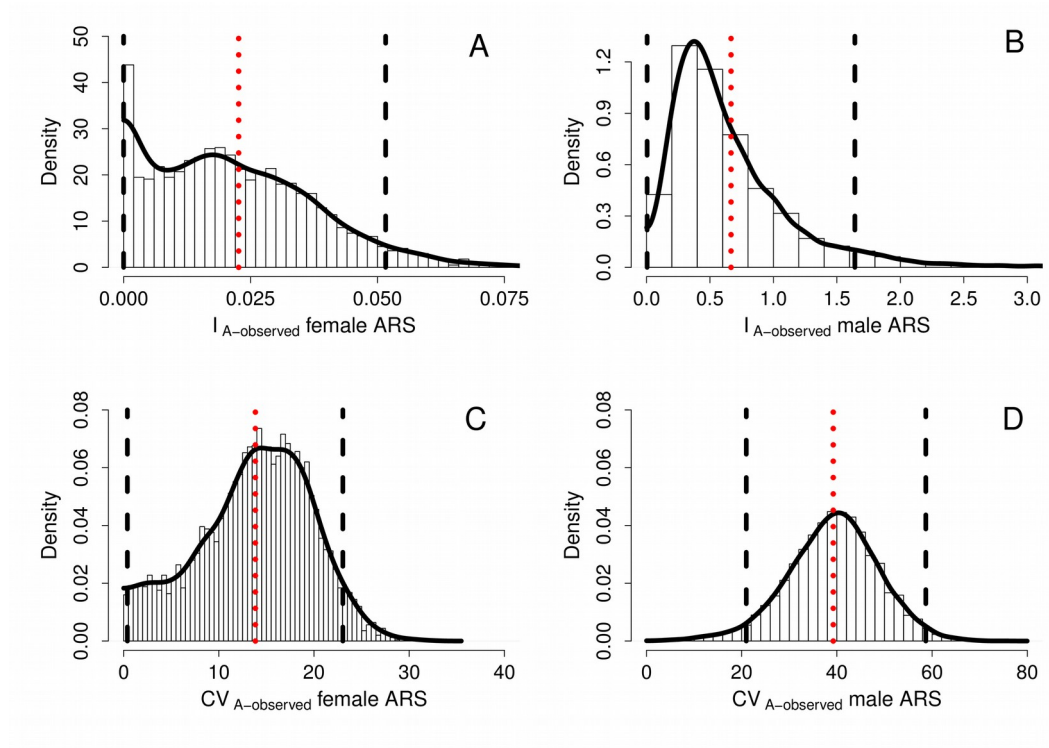 A
50
40
30
20
10
0
Density
0.000 0.025 0.050 0.075
I A−observed female ARS
B
1.2
0.9
0.6
0.3
0.0
Density
0.0 0.5 1.0 1.5 2.0 2.5 3.0
I A−observed male ARS
C
0.08
0.06
0.04
0.02
0.00
Density
0 10 20 30 40
CV A−observed female ARS
D
0.08
0.06
0.04
0.02
0.00
Density
0 20 40 60 80
CV A−observed male ARS